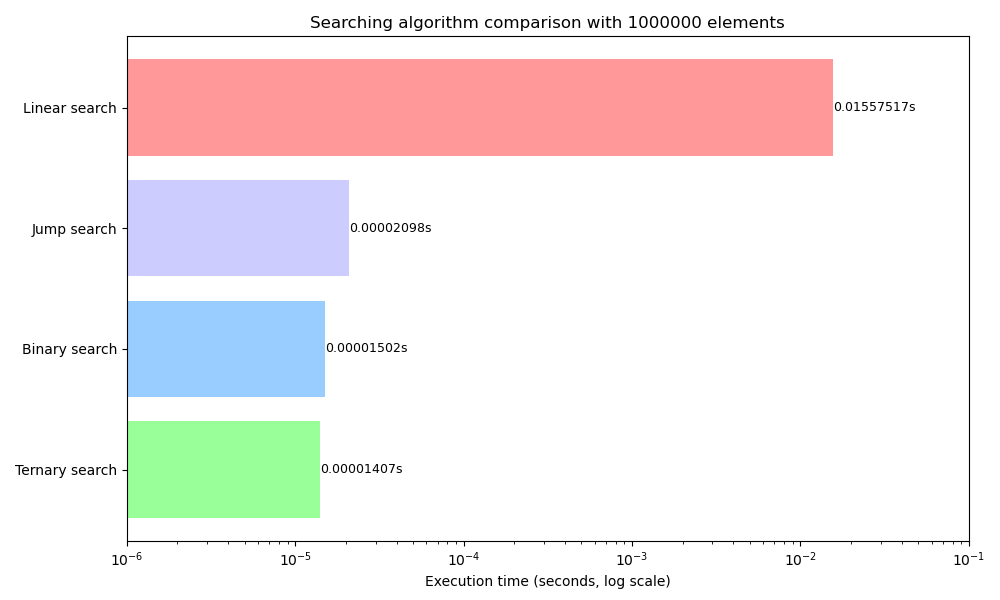 Searching algorithm comparison with 1000000 elements
Linear search
0.01557517s
Jump search
0.00002098s
Binary search
0.00001502s
Ternary search
0.00001407s
10⁻⁶ 10⁻⁵ 10⁻⁴ 10⁻³ 10⁻² 10⁻¹
Execution time (seconds, log scale)